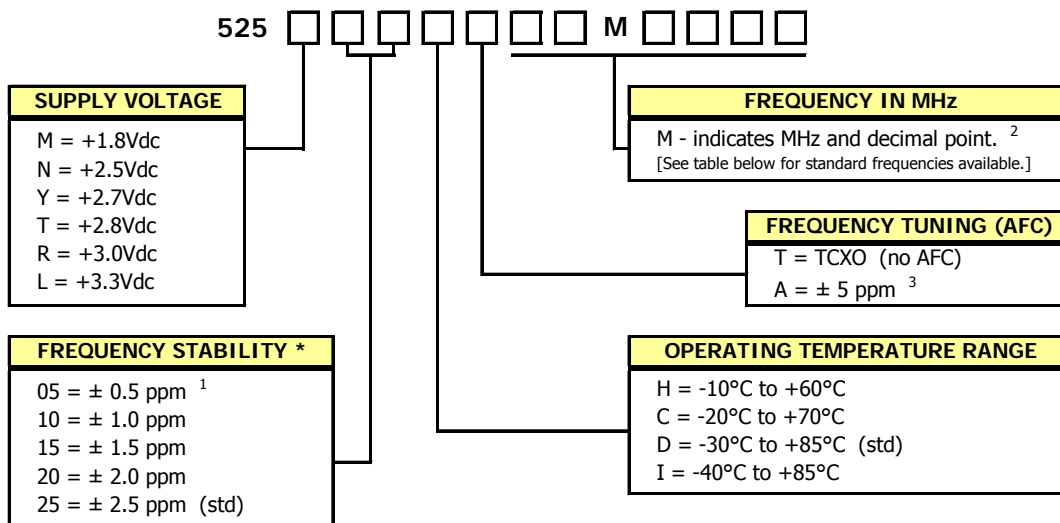 525 M
SUPPLY VOLTAGE
M = +1.8Vdc
N = +2.5Vdc
Y = +2.7Vdc
T = +2.8Vdc
R = +3.0Vdc
L = +3.3Vdc
FREQUENCY STABILITY *
05 = ± 0.5 ppm 1
10 = ± 1.0 ppm
15 = ± 1.5 ppm
20 = ± 2.0 ppm
25 = ± 2.5 ppm (std)
FREQUENCY IN MHz
M - indicates MHz and decimal point. 2
[See table below for standard frequencies available.]
FREQUENCY TUNING (AFC)
T = TCXO (no AFC)
A = ± 5 ppm 3
OPERATING TEMPERATURE RANGE
H = -10°C to +60°C
C = -20°C to +70°C
D = -30°C to +85°C (std)
I = -40°C to +85°C